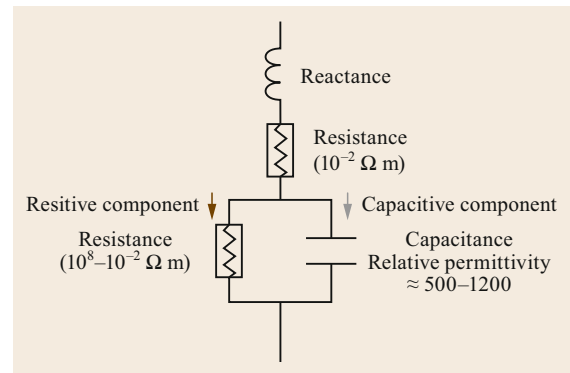 Reactance
Resistance
(10⁻² Ω m)
Resitive component
Capacitive component
Resistance
(10⁸–10⁻² Ω m)
Capacitance
Relative permittivity
≈ 500–1200